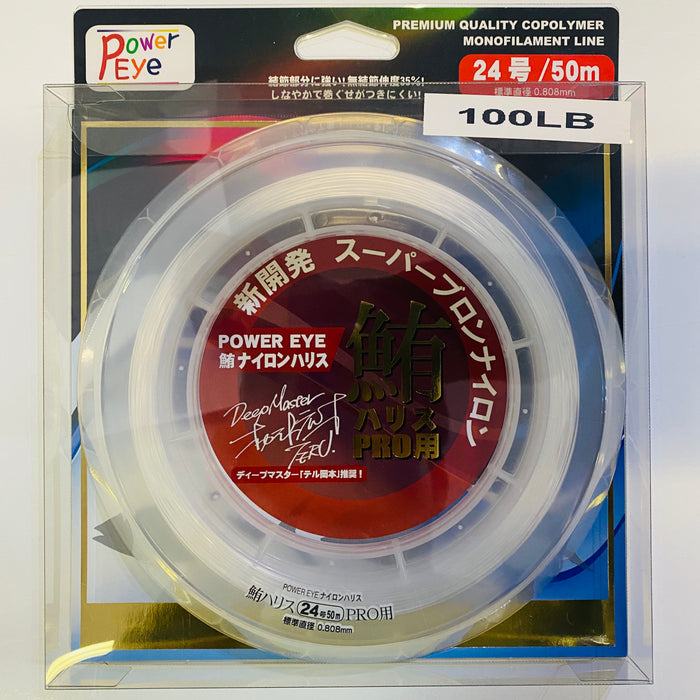 Power
Eye
PREMIUM QUALITY COPOLYMER
MONOFILAMENT LINE
24号/50m
標準直径 0.808mm
結節部分に強い!無結節伸度35%!
しなやかで巻ぐせがつきにくい!
100LB
新開発 スーパーブロンナイロン
POWER EYE
鮪 ナイロンハリス
鮪
ハリス
PRO用
DeepMaster
TERU!
ディープマスター「テル岡本」推奨!
POWER EYE ナイロンハリス
鮪ハリス 24号50m PRO用
標準直径 0.808mm